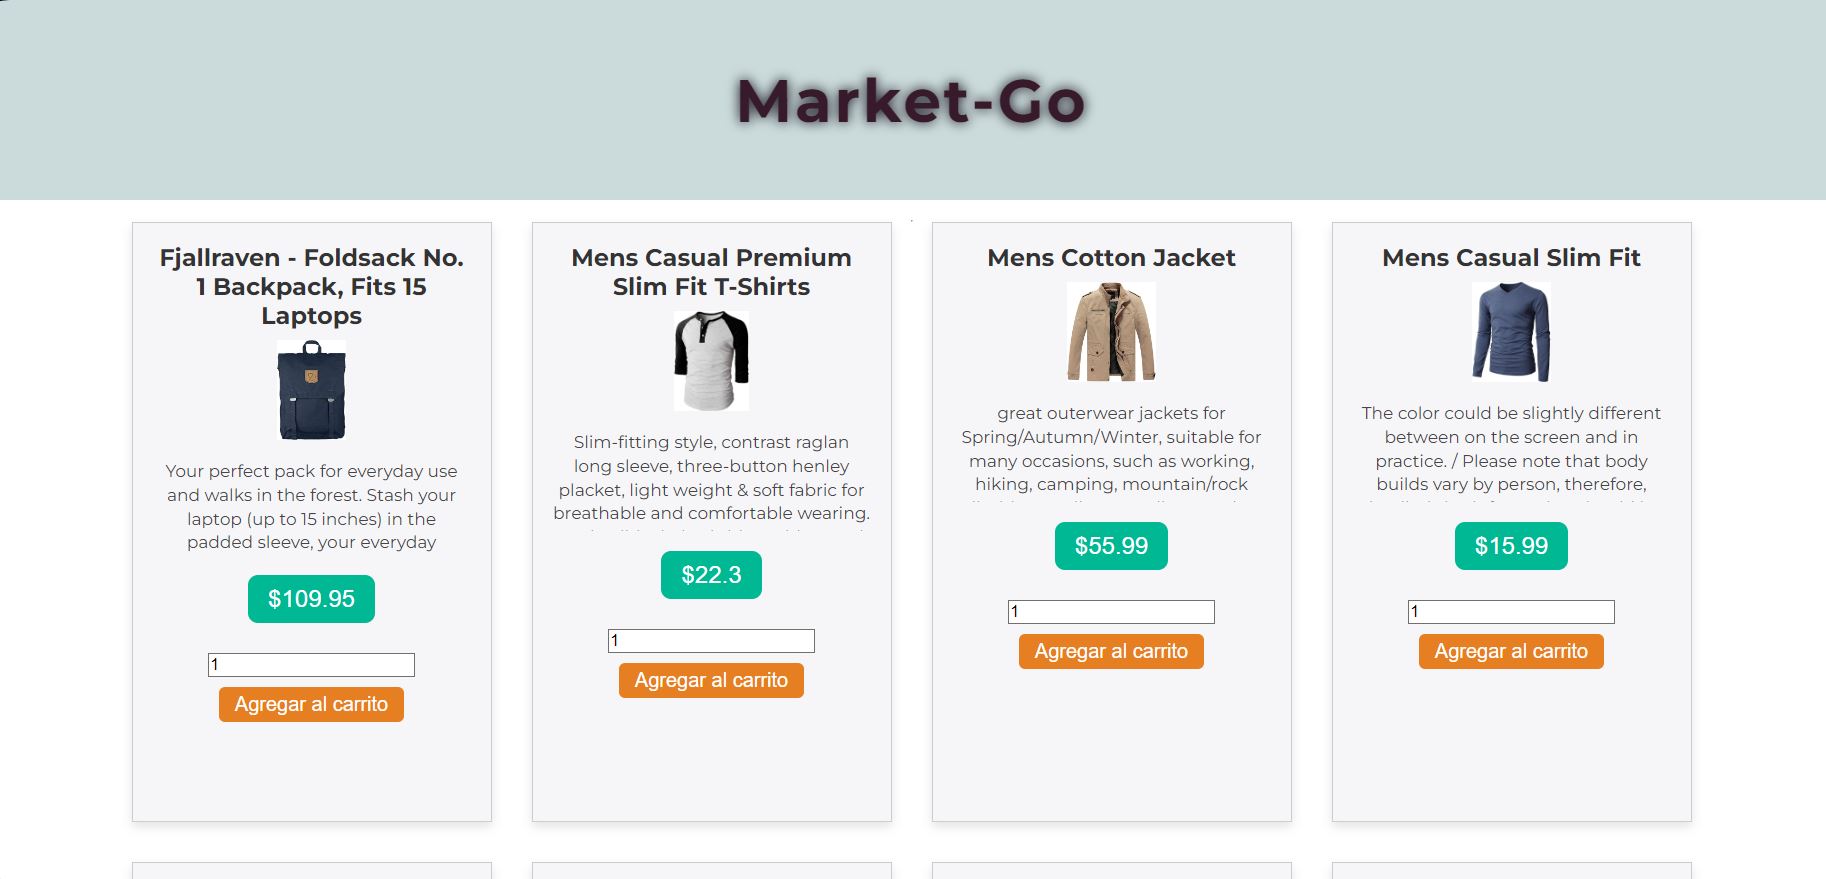 Market-Go
Fjallraven - Foldsack No.
1 Backpack, Fits 15
Laptops
Your perfect pack for everyday use
and walks in the forest. Stash your
laptop (up to 15 inches) in the
padded sleeve, your everyday
$109.95
1
Agregar al carrito
Mens Casual Premium
Slim Fit T-Shirts
Slim-fitting style, contrast raglan
long sleeve, three-button henley
placket, light weight & soft fabric for
breathable and comfortable wearing.
$22.3
1
Agregar al carrito
Mens Cotton Jacket
great outerwear jackets for
Spring/Autumn/Winter, suitable for
many occasions, such as working,
hiking, camping, mountain/rock
$55.99
1
Agregar al carrito
Mens Casual Slim Fit
The color could be slightly different
between on the screen and in
practice. / Please note that body
builds vary by person, therefore,
$15.99
1
Agregar al carrito